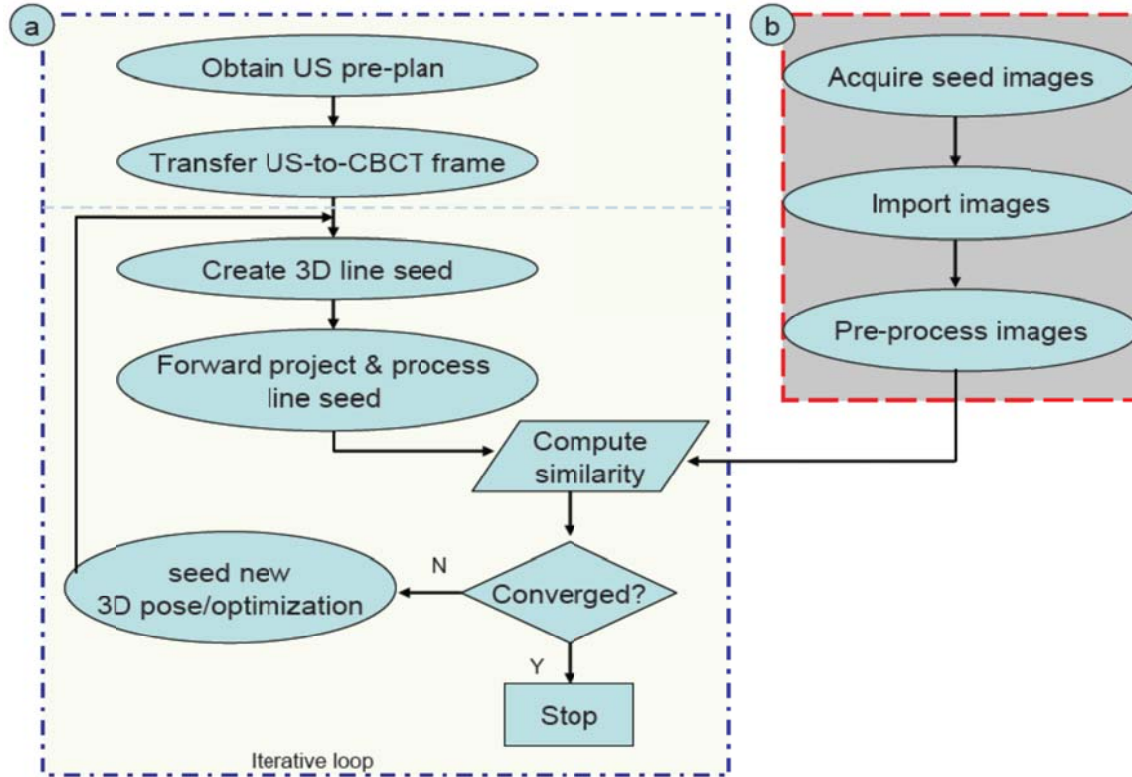 a
Obtain US pre-plan
Transfer US-to-CBCT frame
Create 3D line seed
Forward project & process
line seed
Compute
similarity
Converged?
N
seed new
3D pose/optimization
Y
Stop
Iterative loop
b
Acquire seed images
Import images
Pre-process images